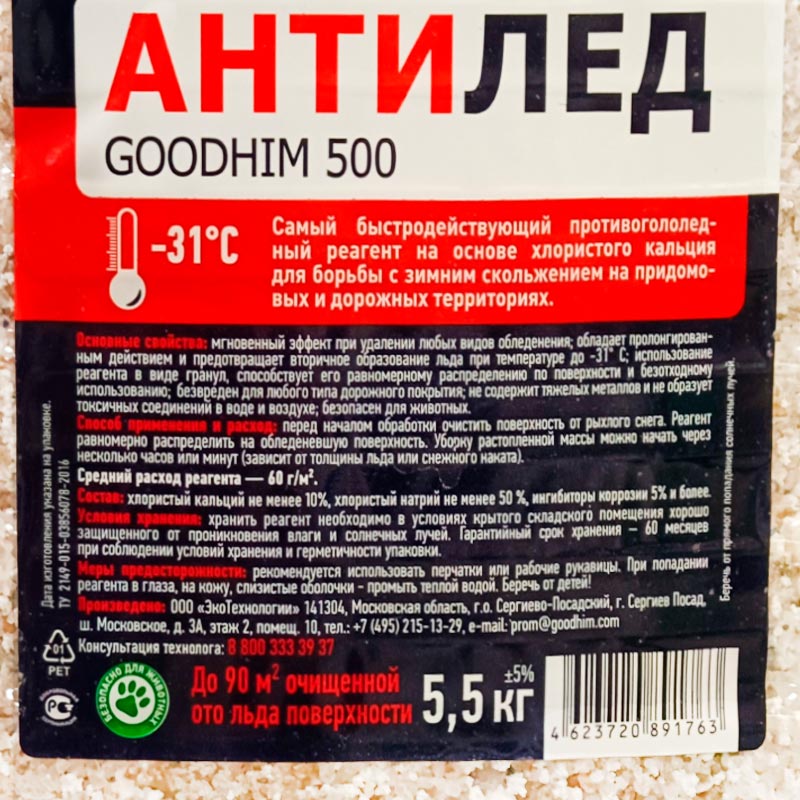 АНТИЛЕД
GOODHIM 500
-31°C
Самый быстродействующий противогололед-
ный реагент на основе хлористого кальция
для борьбы с зимним скольжением на придомо-
вых и дорожных территориях.
Основные свойства: мгновенный эффект при удалении любых видов обледенения; обладает пролонгирован-
ным действием и предотвращает вторичное образование льда при температуре до -31° С; использование
реагента в виде гранул, способствует его равномерному распределению по поверхности и безотходному
использованию; безвреден для любого типа дорожного покрытия; не содержит тяжелых металлов и не образует
токсичных соединений в воде и воздухе; безопасен для животных.
Способ применения и расход: перед началом обработки очистить поверхность от рыхлого снега. Реагент
равномерно распределить на обледеневшую поверхность. Уборку растопленной массы можно начать через
несколько часов или минут (зависит от толщины льда или снежного наката).
Средний расход реагента — 60 г/м².
Состав: хлористый кальций не менее 10%, хлористый натрий не менее 50 %, ингибиторы коррозии 5% и более.
Условия хранения: хранить реагент необходимо в условиях крытого складского помещения хорошо
защищенного от проникновения влаги и солнечных лучей. Гарантийный срок хранения — 60 месяцев
при соблюдении условий хранения и герметичности упаковки.
Меры предосторожности: рекомендуется использовать перчатки или рабочие рукавицы. При попадании
реагента в глаза, на кожу, слизистые оболочки - промыть теплой водой. Беречь от детей!
Произведено: ООО «ЭкоТехнологии» 141304, Московская область, г.о. Сергиево-Посадский, г. Сергиев Посад,
ш. Московское, д. 3А, этаж 2, помещ. 10, тел.: +7 (495) 215-13-29, e-mail: prom@goodhim.com
Консультация технолога: 8 800 333 39 37
Дата изготовления указана на упаковке.
ТУ 2149-015-03856078-2016
Беречь от прямого попадания солнечных лучей.
01
PET
БЕЗОПАСНО ДЛЯ ЖИВОТНЫХ
До 90 м² очищенной
ото льда поверхности
5,5 кг
±5%
4 623720 891763